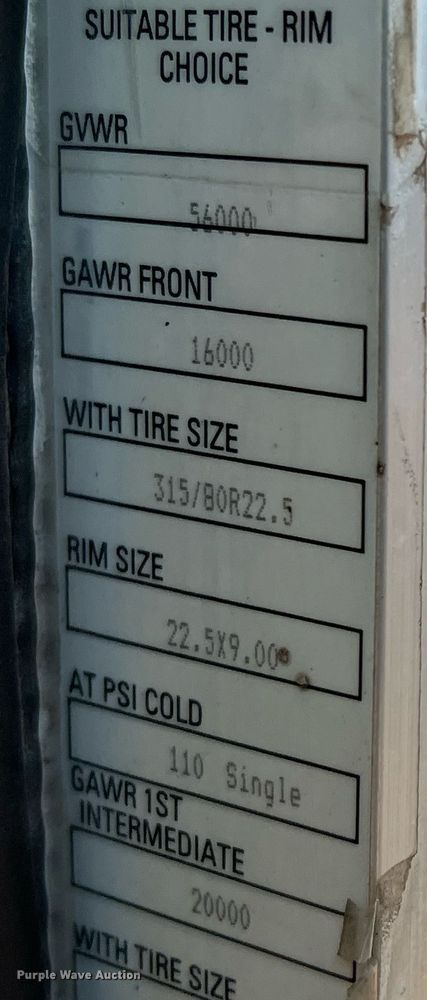 SUITABLE TIRE - RIM
CHOICE
GVWR
56000
GAWR FRONT
16000
WITH TIRE SIZE
315/80R22.5
RIM SIZE
22.5X9.00
AT PSI COLD
110 Single
GAWR 1ST
INTERMEDIATE
20000
WITH TIRE SIZE
Purple Wave Auction